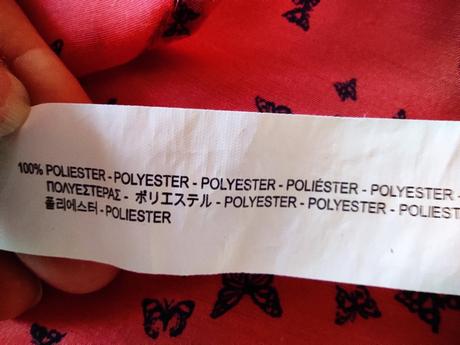 100% POLIESTER - POLYESTER - POLYESTER - POLIÉSTER - POLYESTER -
ΠΟΛΥΕΣΤΕΡΑΣ - ポリエステル - POLYESTER - POLYESTER - POLIEST
폴리에스터 - POLIESTER